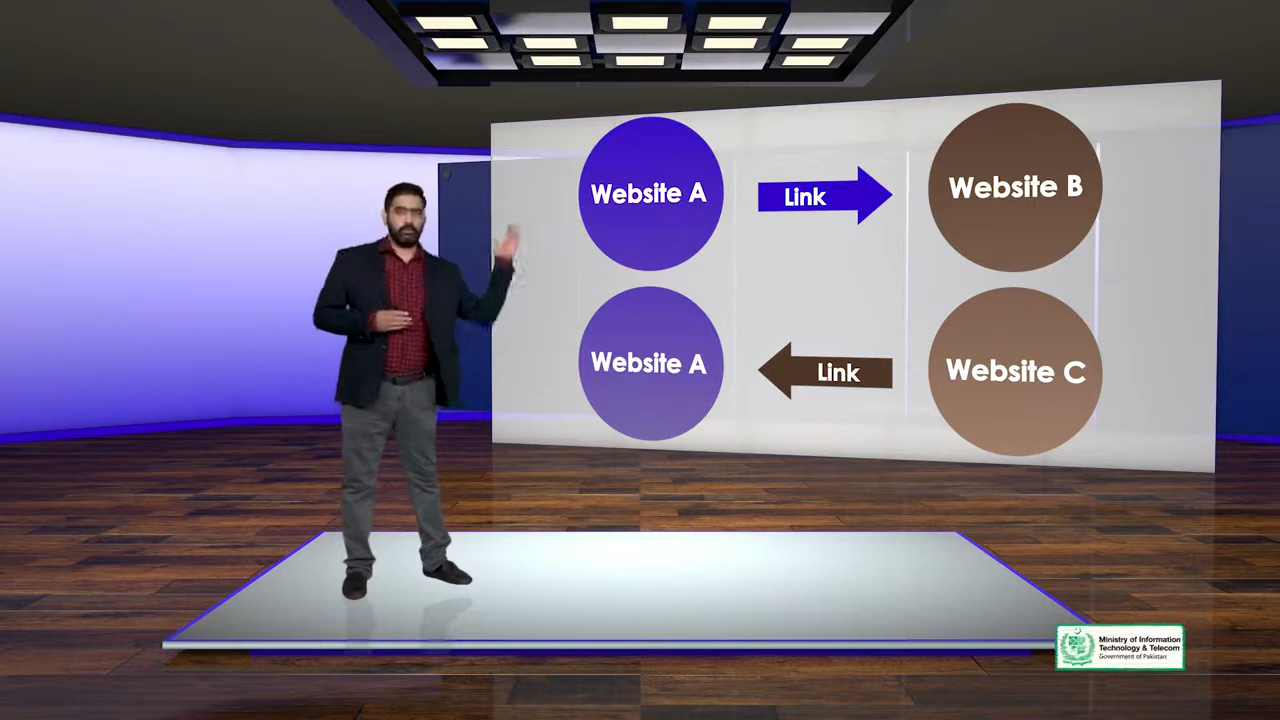 Website A
Link
Website B
Website A
Link
Website C
Ministry of Information
Technology & Telecom
Government of Pakistan